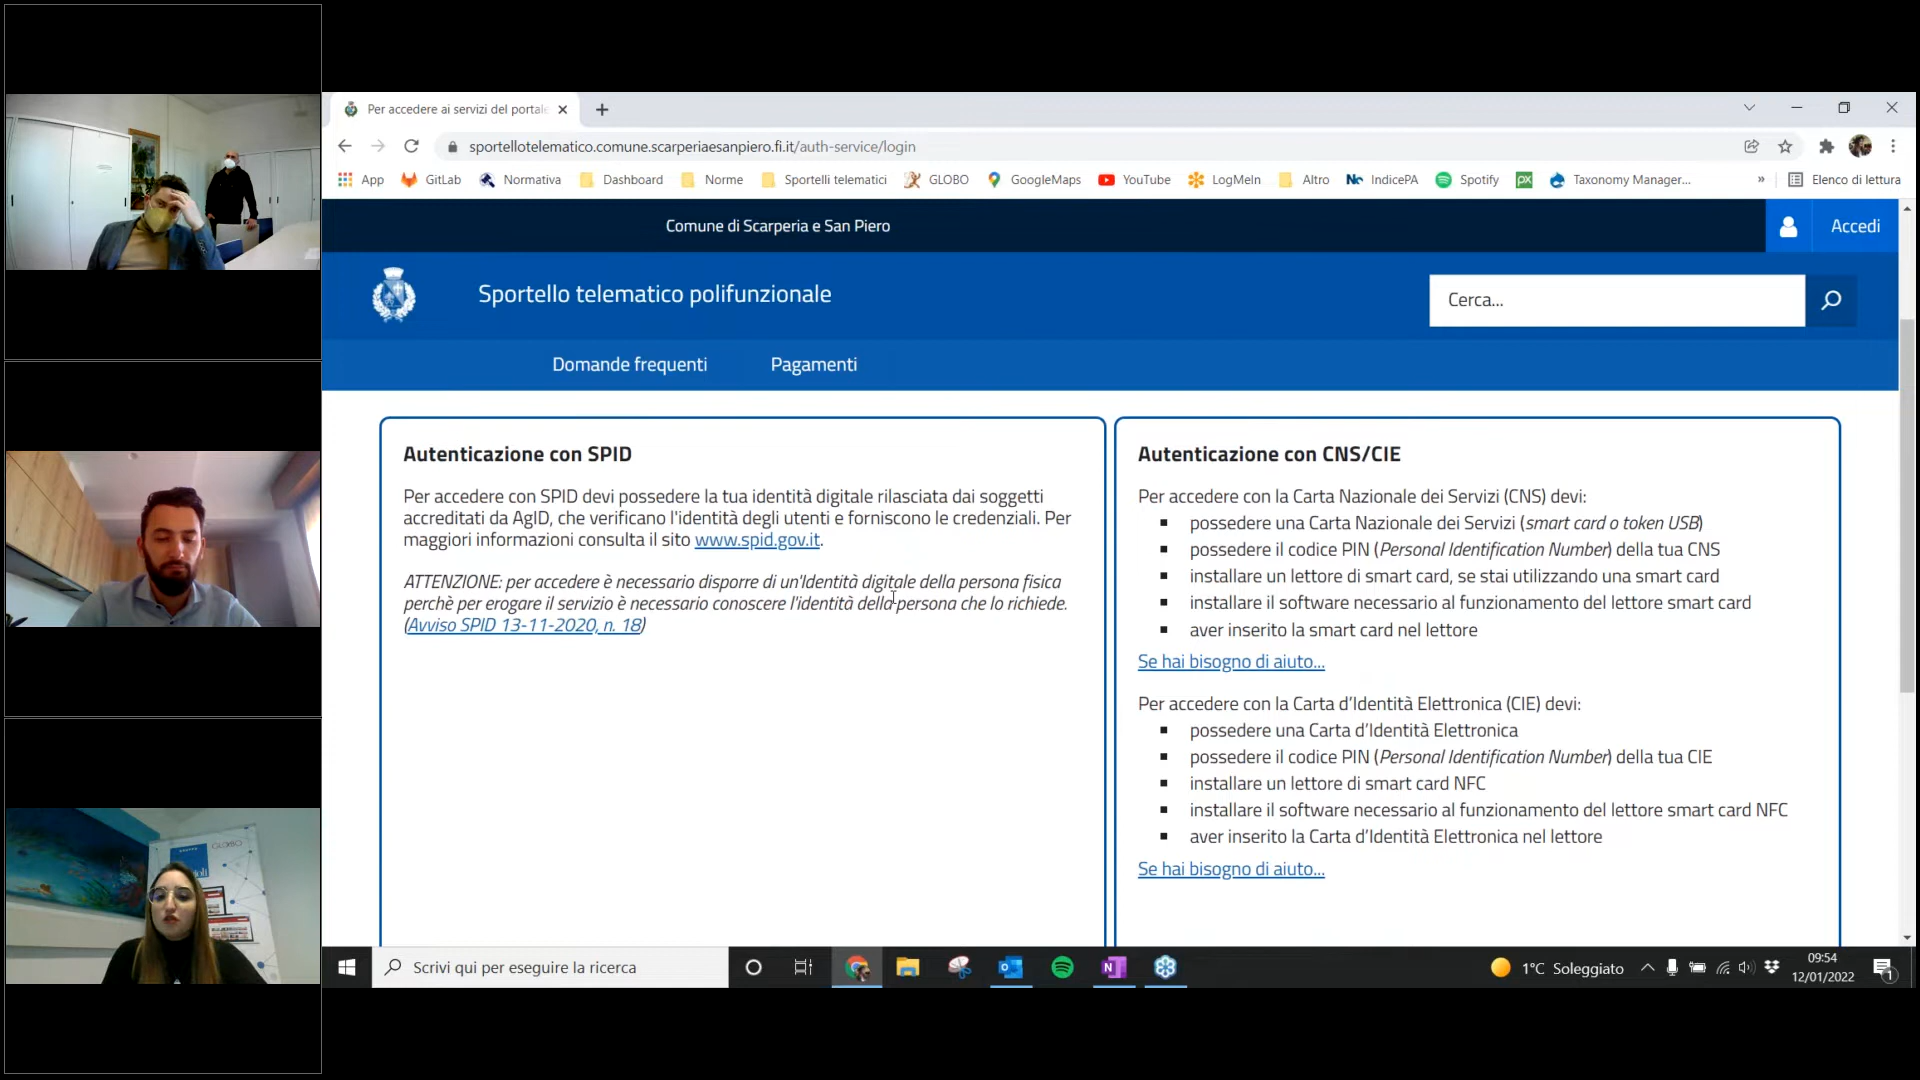 Per accedere ai servizi del portale
sportellotelematico.comune.scarperiaesanpiero.fi.it/auth-service/login
App GitLab Normativa Dashboard Norme Sportelli telematici GLOBO GoogleMaps YouTube LogMeIn Altro IndicePA Spotify px Taxonomy Manager... » Elenco di lettura
Comune di Scarperia e San Piero
Accedi
Sportello telematico polifunzionale
Cerca...
Domande frequenti Pagamenti
Autenticazione con SPID
Per accedere con SPID devi possedere la tua identità digitale rilasciata dai soggetti
accreditati da AgID, che verificano l'identità degli utenti e forniscono le credenziali. Per
maggiori informazioni consulta il sito www.spid.gov.it.
ATTENZIONE: per accedere è necessario disporre di un'Identità digitale della persona fisica
perchè per erogare il servizio è necessario conoscere l'identità della persona che lo richiede.
(Avviso SPID 13-11-2020, n. 18)
Autenticazione con CNS/CIE
Per accedere con la Carta Nazionale dei Servizi (CNS) devi:
possedere una Carta Nazionale dei Servizi (smart card o token USB)
possedere il codice PIN (Personal Identification Number) della tua CNS
installare un lettore di smart card, se stai utilizzando una smart card
installare il software necessario al funzionamento del lettore smart card
aver inserito la smart card nel lettore
Se hai bisogno di aiuto...
Per accedere con la Carta d'Identità Elettronica (CIE) devi:
possedere una Carta d'Identità Elettronica
possedere il codice PIN (Personal Identification Number) della tua CIE
installare un lettore di smart card NFC
installare il software necessario al funzionamento del lettore smart card NFC
aver inserito la Carta d'Identità Elettronica nel lettore
Se hai bisogno di aiuto...
GLOBO
Scrivi qui per eseguire la ricerca
1°C Soleggiato
09:54
12/01/2022
1